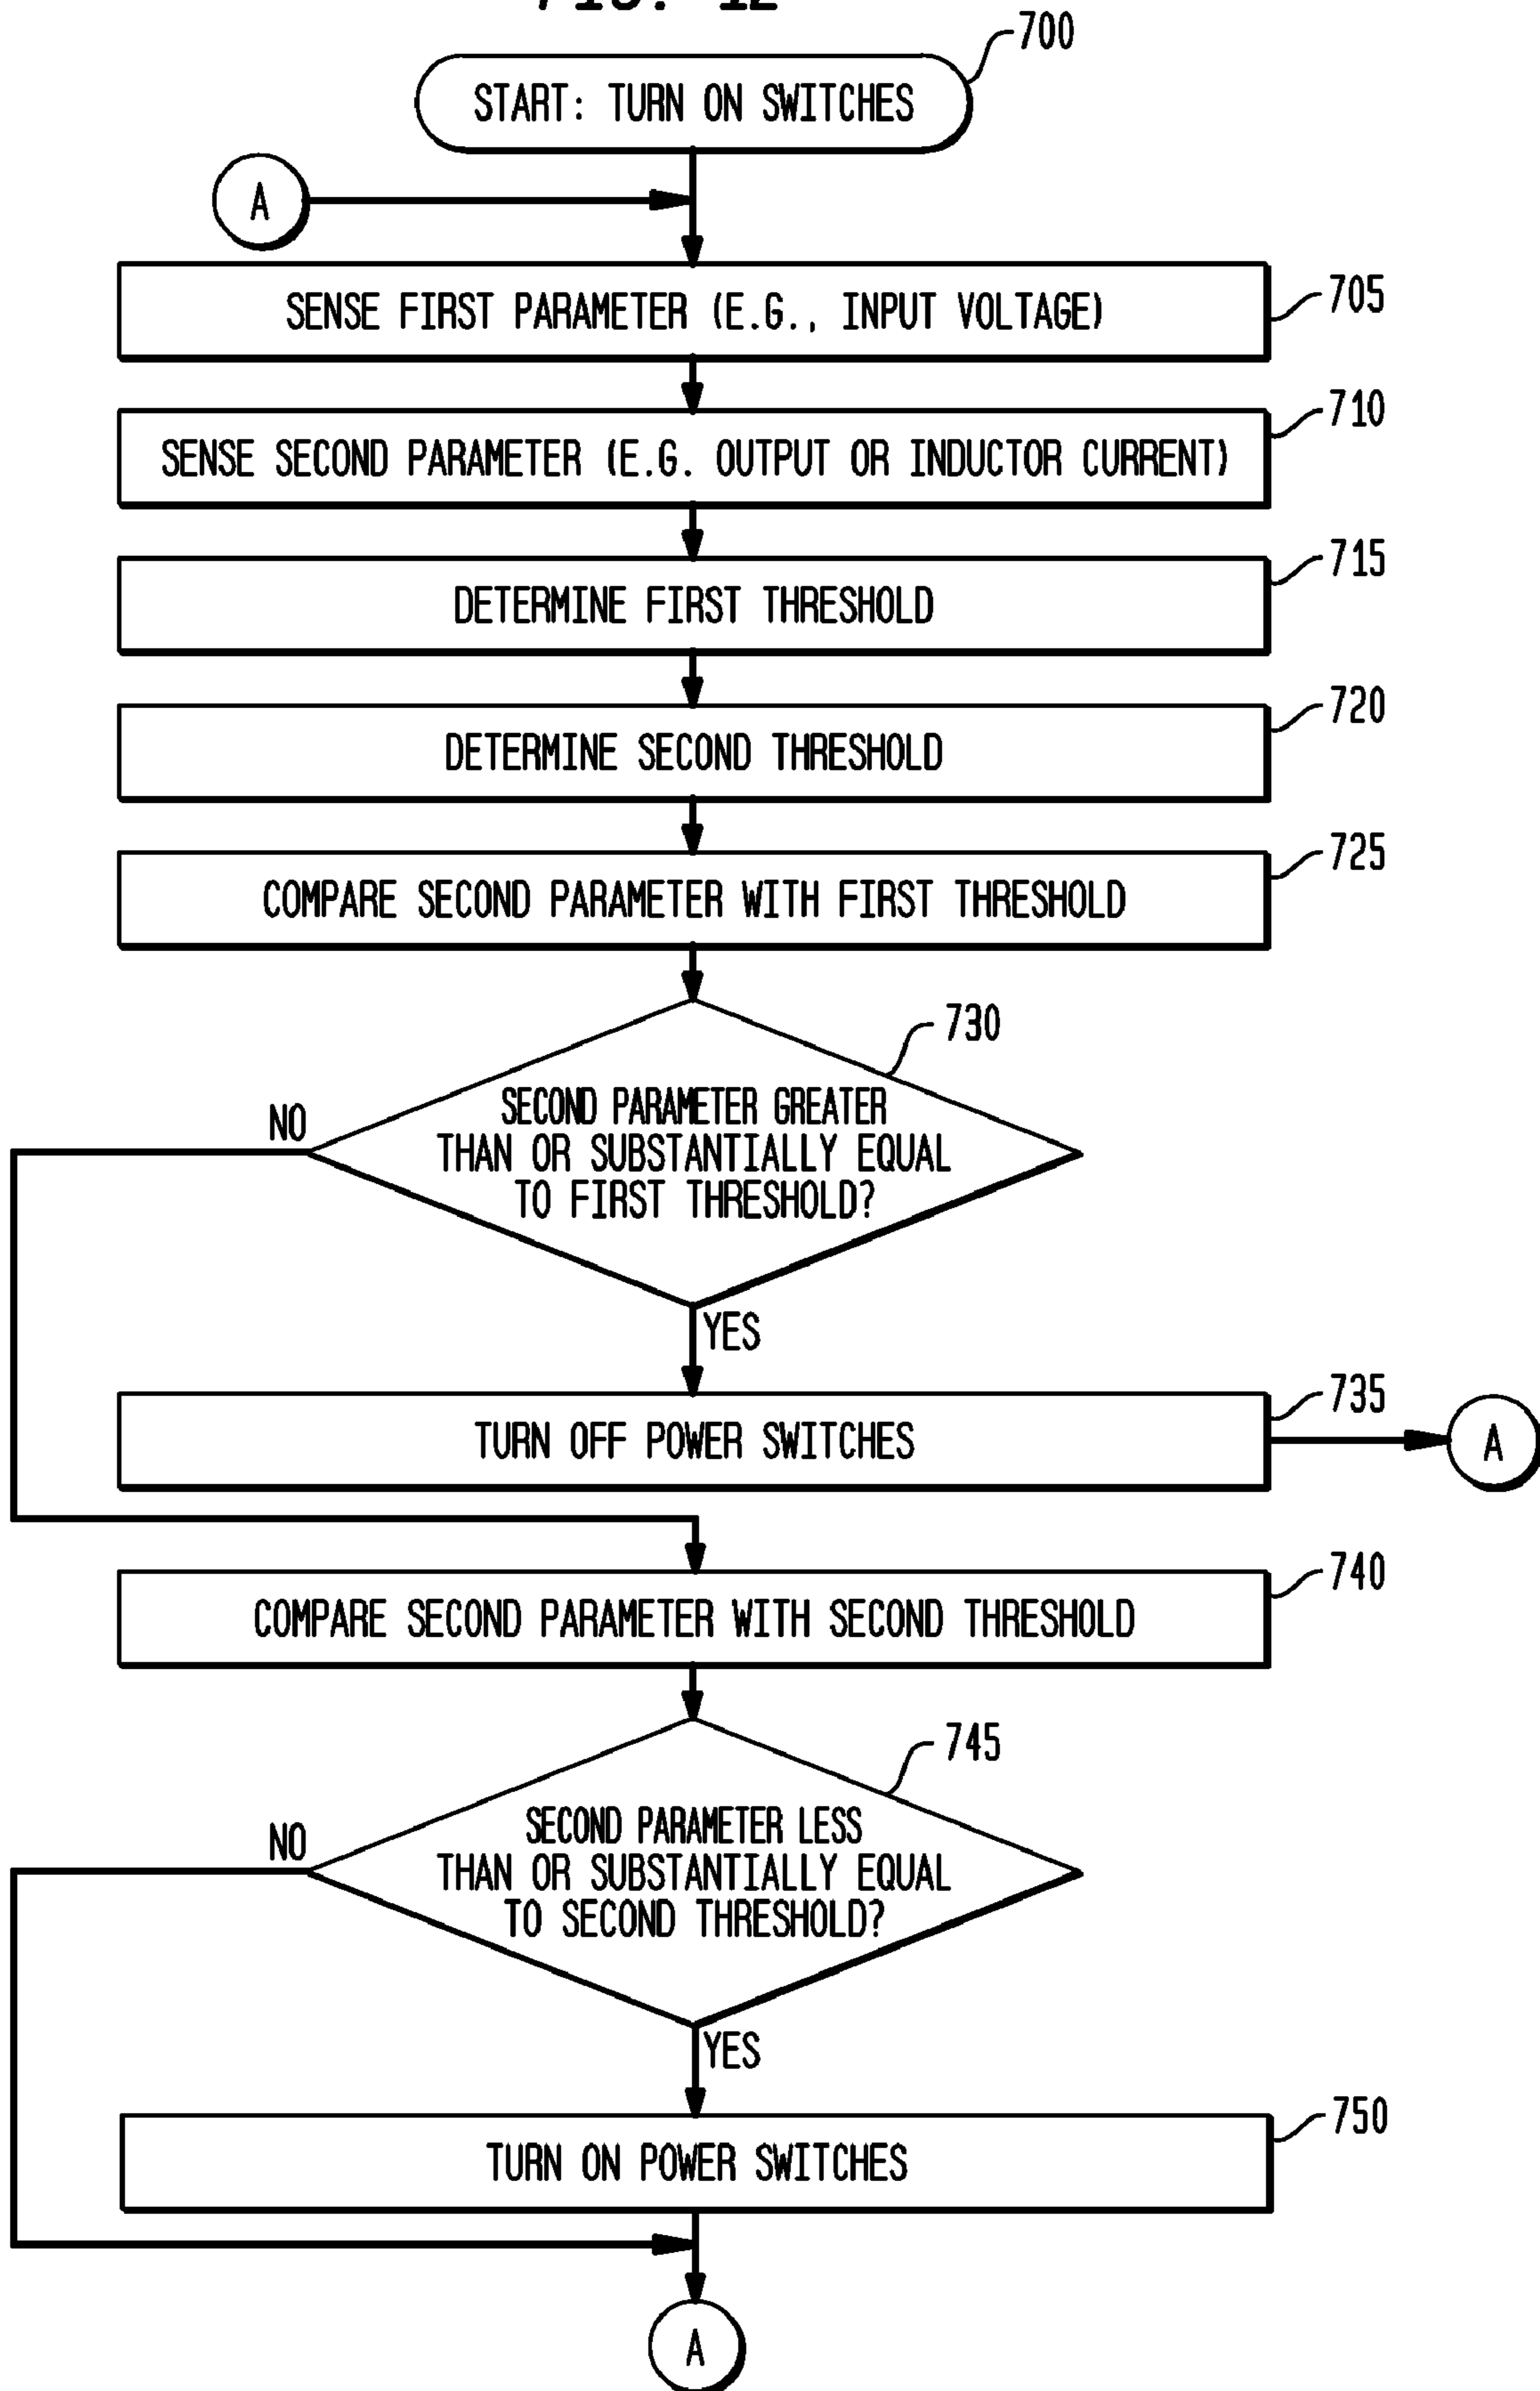 700
START: TURN ON SWITCHES
A
SENSE FIRST PARAMETER (E.G., INPUT VOLTAGE)
705
SENSE SECOND PARAMETER (E.G. OUTPUT OR INDUCTOR CURRENT)
710
DETERMINE FIRST THRESHOLD
715
DETERMINE SECOND THRESHOLD
720
COMPARE SECOND PARAMETER WITH FIRST THRESHOLD
725
730
SECOND PARAMETER GREATER
THAN OR SUBSTANTIALLY EQUAL
TO FIRST THRESHOLD?
NO
YES
TURN OFF POWER SWITCHES
735
A
COMPARE SECOND PARAMETER WITH SECOND THRESHOLD
740
745
SECOND PARAMETER LESS
THAN OR SUBSTANTIALLY EQUAL
TO SECOND THRESHOLD?
NO
YES
TURN ON POWER SWITCHES
750
A